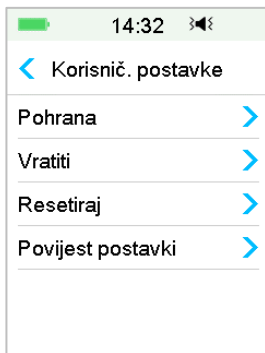 14:32
Korisnič. postavke
Pohrana
Vratiti
Resetiraj
Povijest postavki